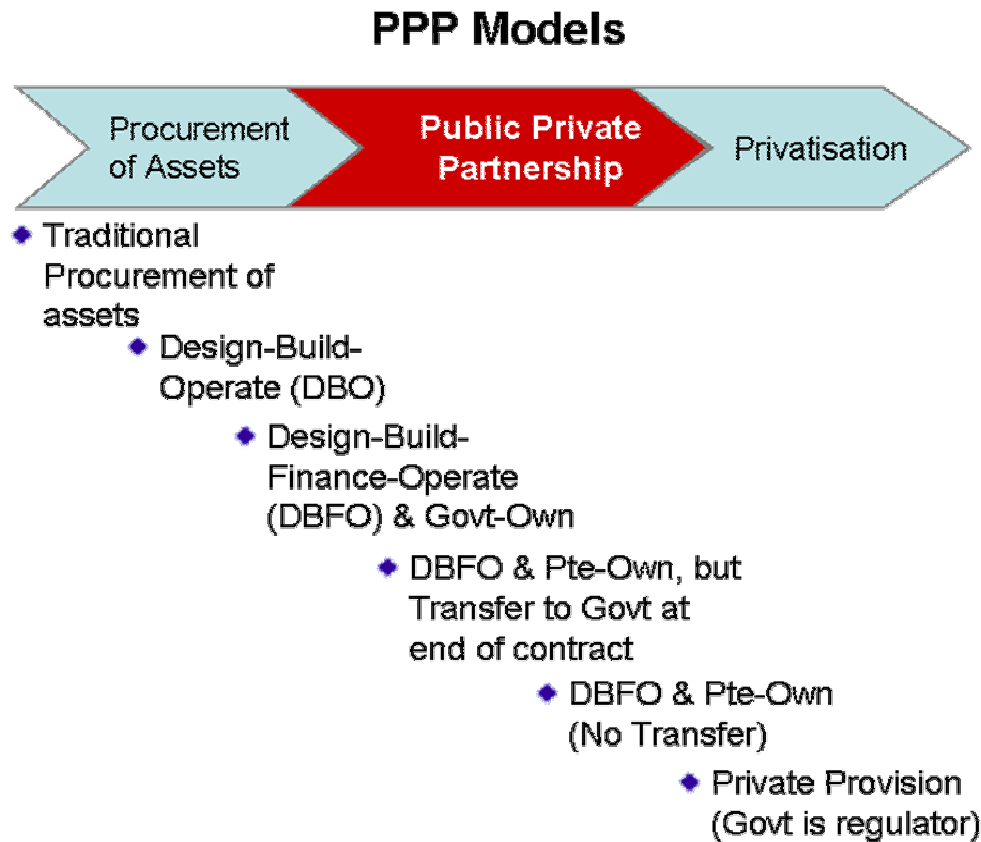 PPP Models
Procurement
of Assets
Public Private
Partnership
Privatisation
Traditional
Procurement of
assets
Design-Build-
Operate (DBO)
Design-Build-
Finance-Operate
(DBFO) & Govt-Own
DBFO & Pte-Own, but
Transfer to Govt at
end of contract
DBFO & Pte-Own
(No Transfer)
Private Provision
(Govt is regulator)